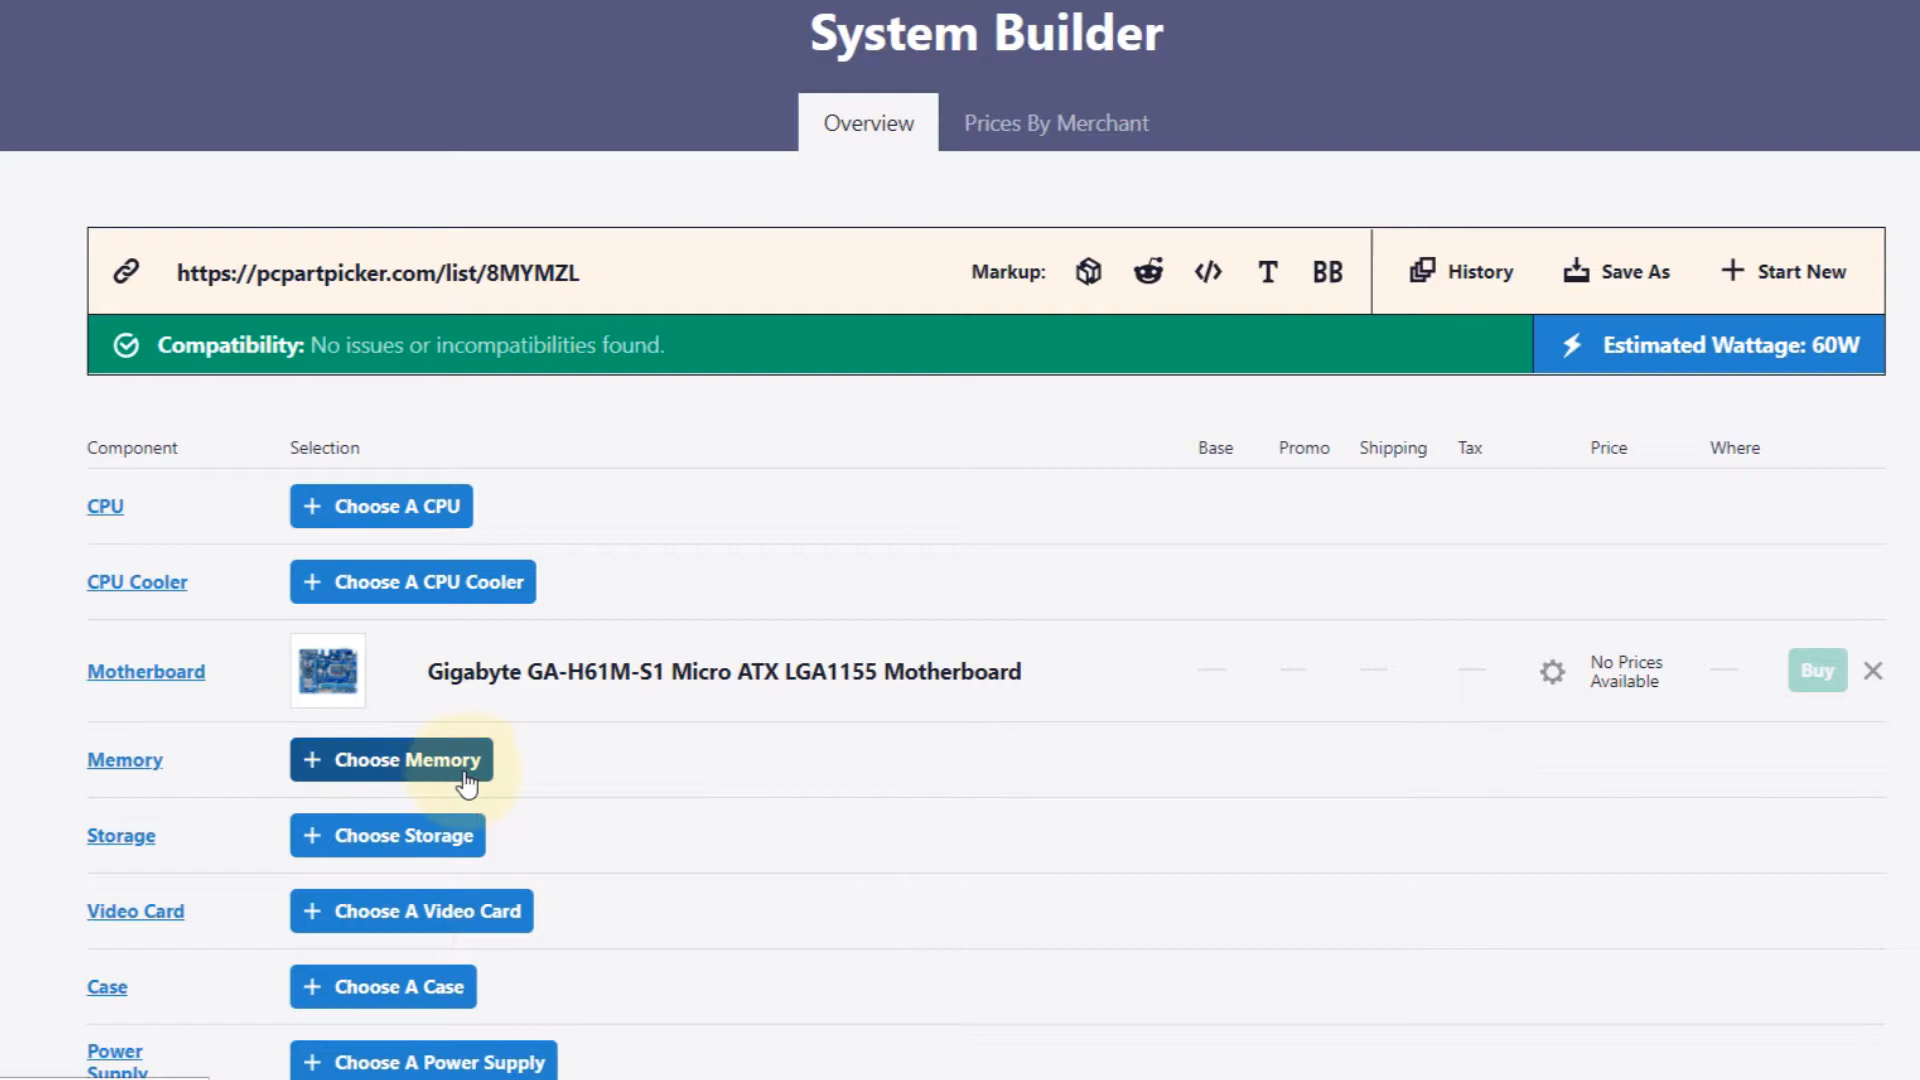 System Builder
Overview
Prices By Merchant
https://pcpartpicker.com/list/8MYMZL
Markup:
T
BB
History
Save As
Start New
Compatibility: No issues or incompatibilities found.
Estimated Wattage: 60W
Component Selection Base Promo Shipping Tax Price Where
CPU
+ Choose A CPU
CPU Cooler
+ Choose A CPU Cooler
Motherboard
Gigabyte GA-H61M-S1 Micro ATX LGA1155 Motherboard
No Prices
Available
Buy
Memory
+ Choose Memory
Storage
+ Choose Storage
Video Card
+ Choose A Video Card
Case
+ Choose A Case
Power
Supply
+ Choose A Power Supply